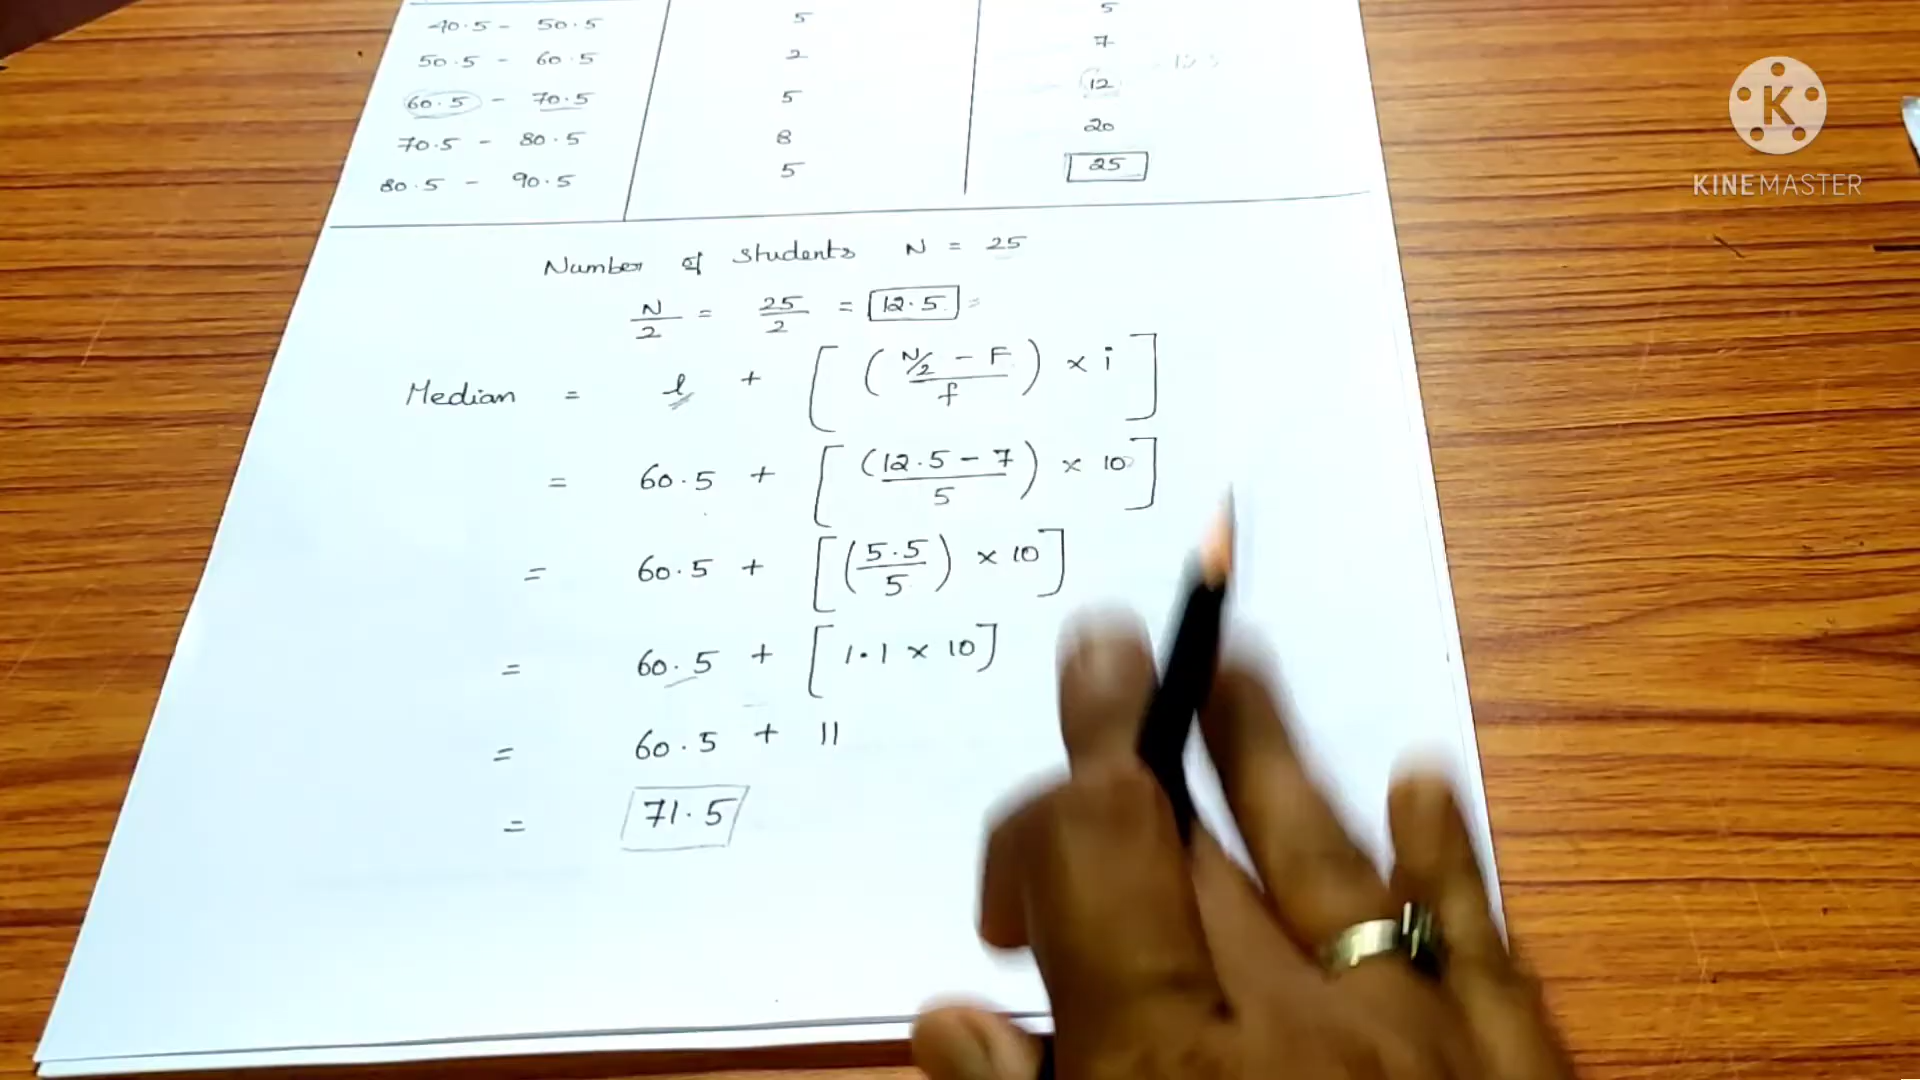 40.5 - 50.5 5 5
50.5 - 60.5 2 7
60.5 - 70.5 5 12
70.5 - 80.5 8 20
80.5 - 90.5 5 25
K
KINEMASTER
Number of Students N = 25
N/2 = 25/2 = 12.5
Median = l + [ ( N/2 - F / f ) × i ]
= 60.5 + [ (12.5 - 7 / 5 ) × 10 ]
= 60.5 + [ ( 5.5 / 5 ) × 10 ]
= 60.5 + [ 1.1 × 10 ]
= 60.5 + 11
= 71.5